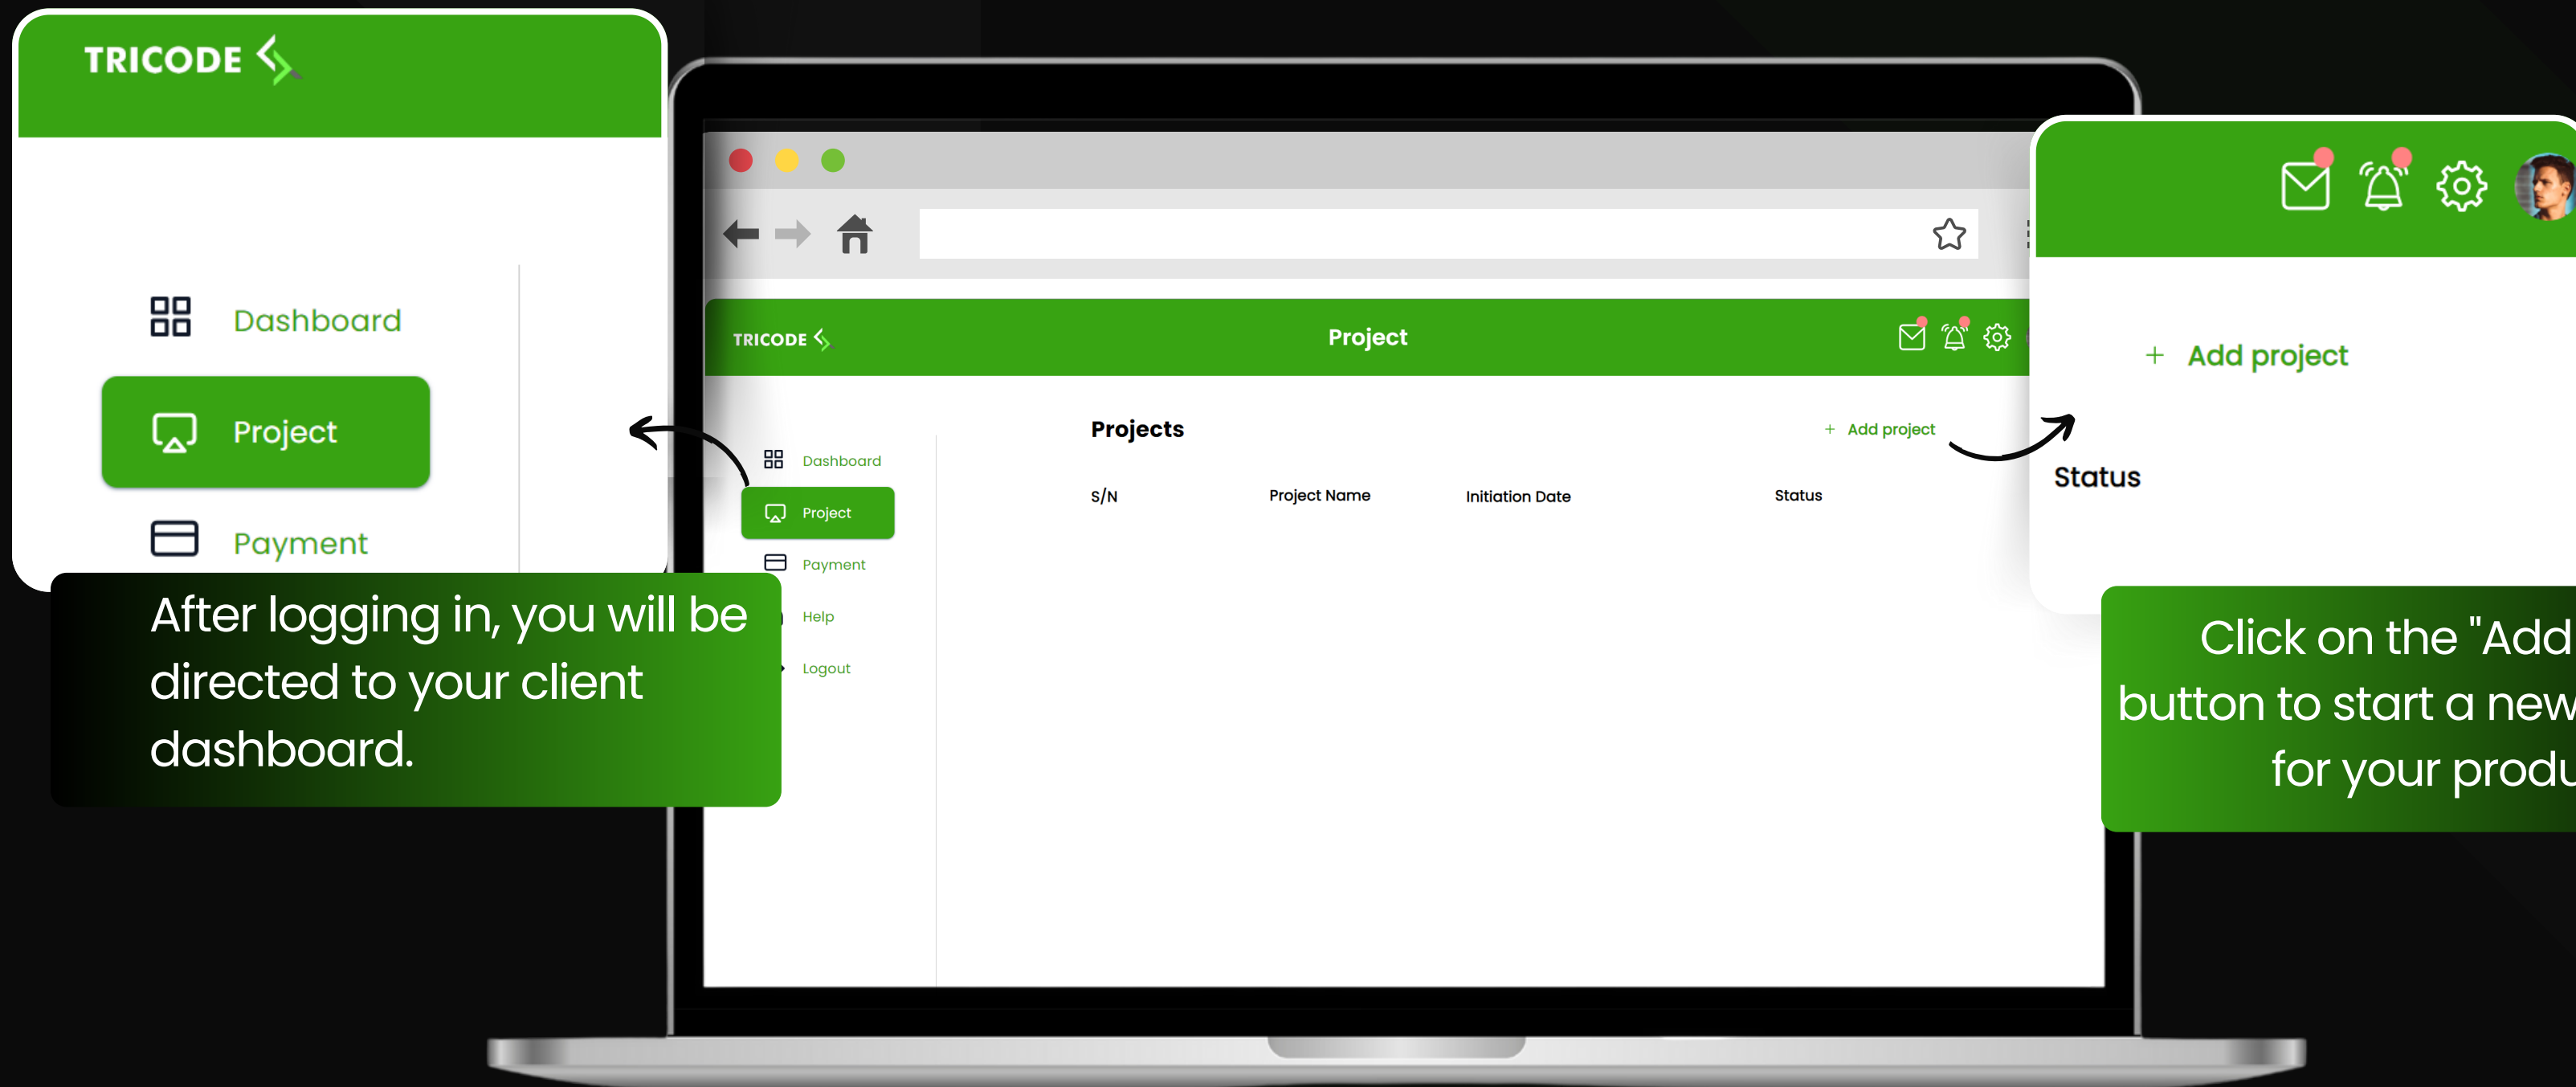 TRICODE
Dashboard
Project
Payment
After logging in, you will be
directed to your client
dashboard.
TRICODE
Project
Projects
+ Add project
Dashboard
Project
Payment
Help
Logout
S/N
Project Name
Initiation Date
Status
+ Add project
Status
Click on the "Add
button to start a new
for your